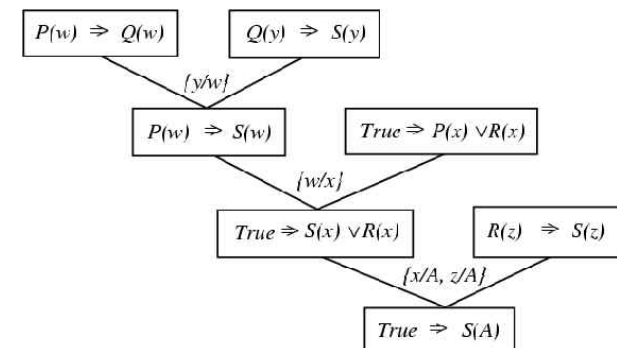 P(w) ⇒ Q(w) Q(y) ⇒ S(y)
{y/w}
P(w) ⇒ S(w) True ⇒ P(x) ∨R(x)
{w/x}
True ⇒ S(x) ∨R(x) R(z) ⇒ S(z)
{x/A, z/A}
True ⇒ S(A)